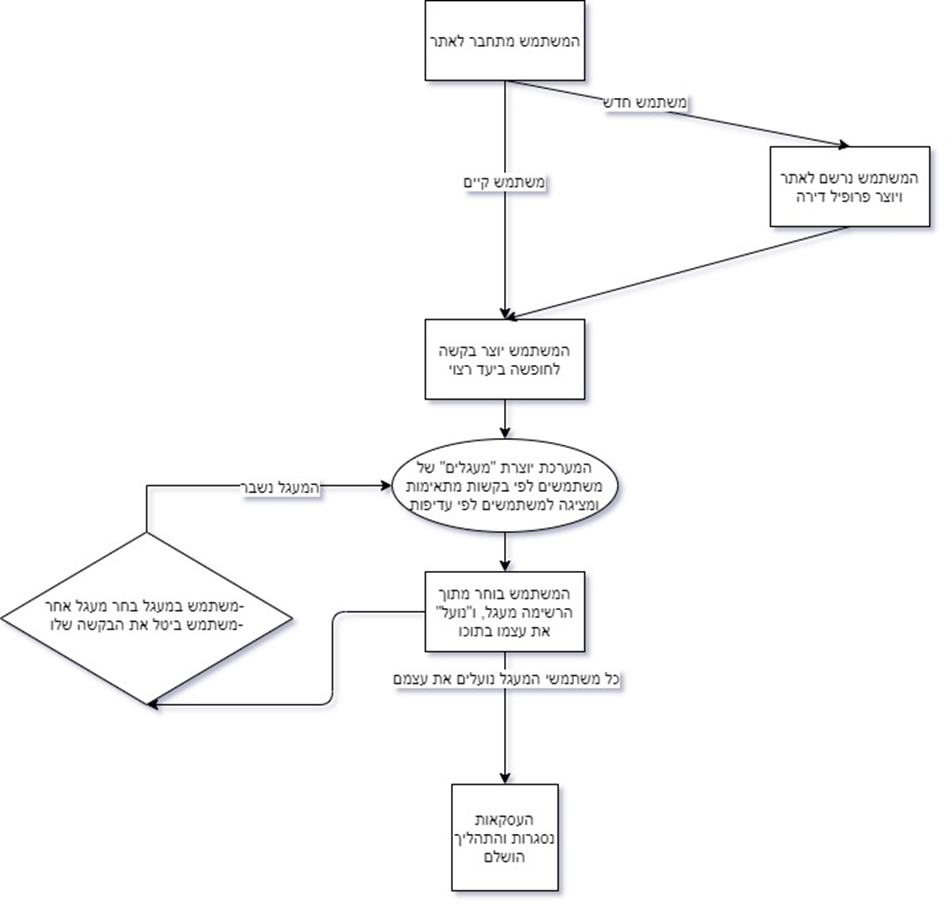 המשתמש מתחבר לאתר
משתמש חדש
המשתמש נרשם לאתר
ויוצר פרופיל דירה
משתמש קיים
המשתמש יוצר בקשה
לחופשה ביעד רצוי
המערכת יוצרת "מעגלים" של
משתמשים לפי בקשות מתאימות
ומציגה למשתמשים לפי עדיפות
המעגל נשבר
המשתמש בוחר מתוך
הרשימה מעגל, ו"נועל"
את עצמו בתוכו
-משתמש במעגל בחר מעגל אחר
-משתמש ביטל את הבקשה שלו
כל משתמשי המעגל נועלים את עצמם
העסקאות
נסגרות והתהליך
הושלם